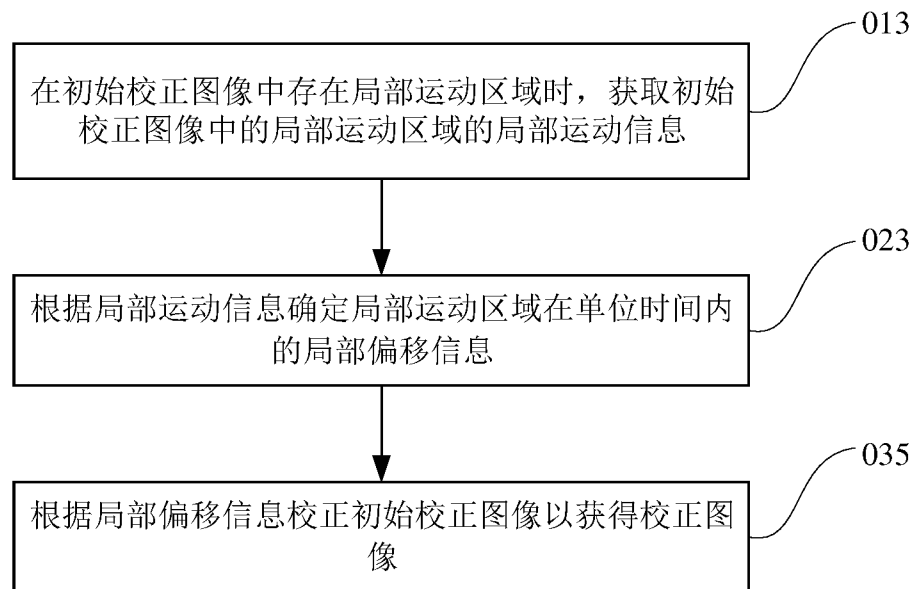 013
在初始校正图像中存在局部运动区域时，获取初始
校正图像中的局部运动区域的局部运动信息
023
根据局部运动信息确定局部运动区域在单位时间内
的局部偏移信息
035
根据局部偏移信息校正初始校正图像以获得校正图
像